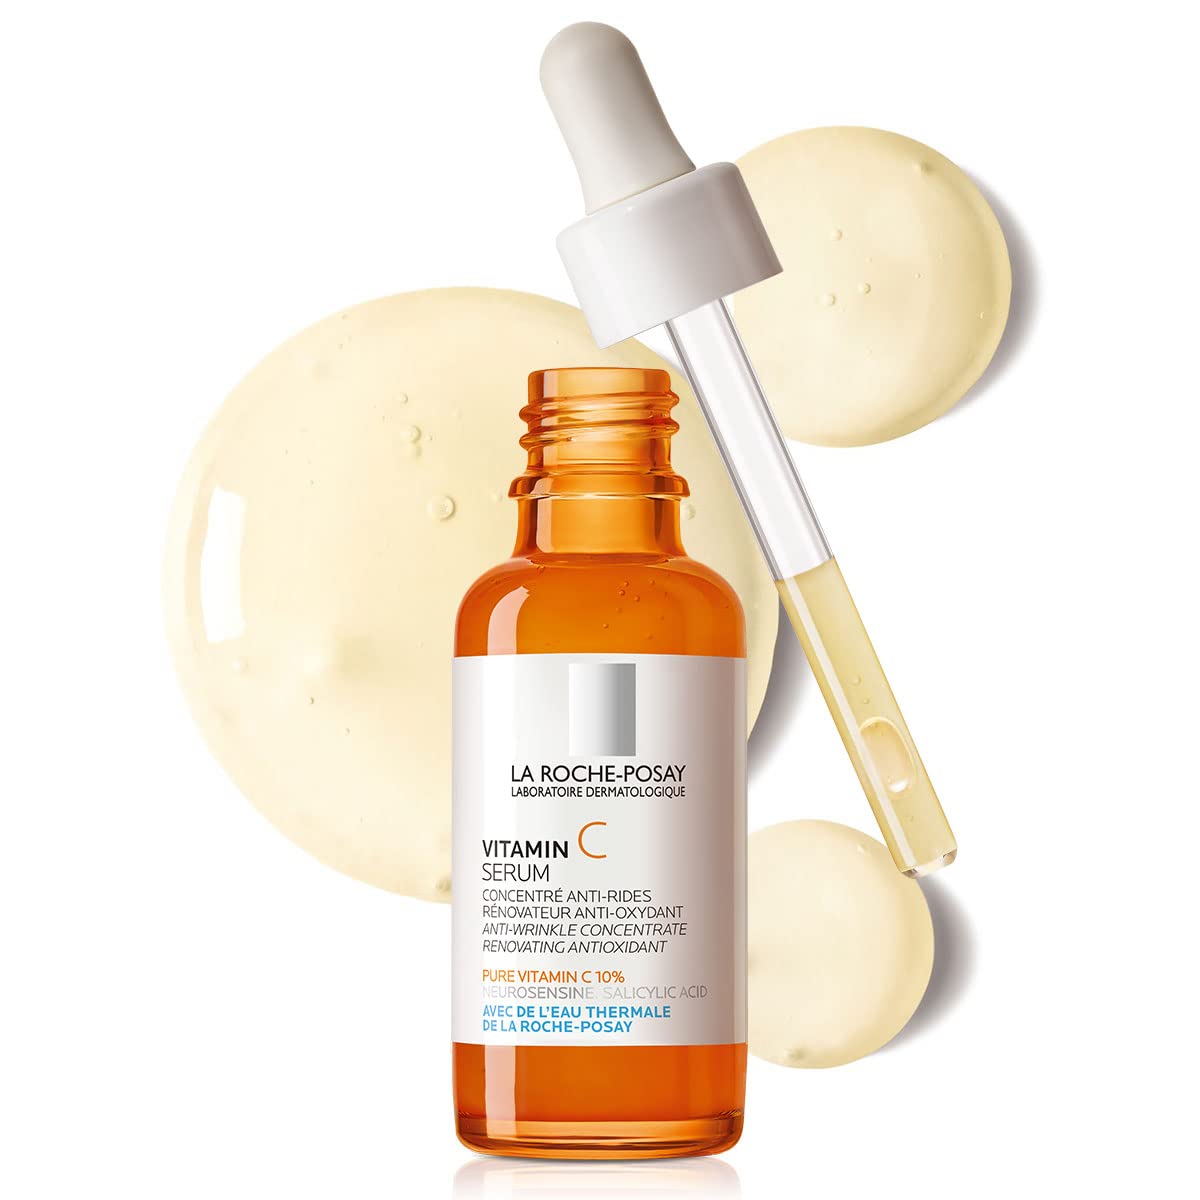 LA ROCHE-POSAY
LABORATOIRE DERMATOLOGIQUE
VITAMIN C
SERUM
CONCENTRÉ ANTI-RIDES
RÉNOVATEUR ANTI-OXYDANT
ANTI-WRINKLE CONCENTRATE
RENOVATING ANTIOXIDANT
PURE VITAMIN C 10%
NEUROSENSINE, SALICYLIC ACID
AVEC DE L'EAU THERMALE
DE LA ROCHE-POSAY